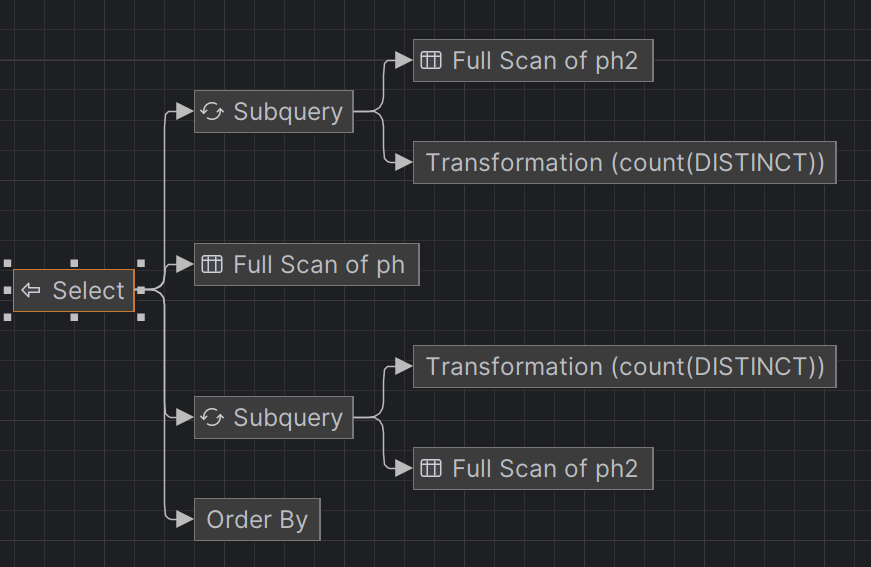 Full Scan of ph2
Subquery
Transformation (count(DISTINCT))
Full Scan of ph
Select
Transformation (count(DISTINCT))
Subquery
Full Scan of ph2
Order By